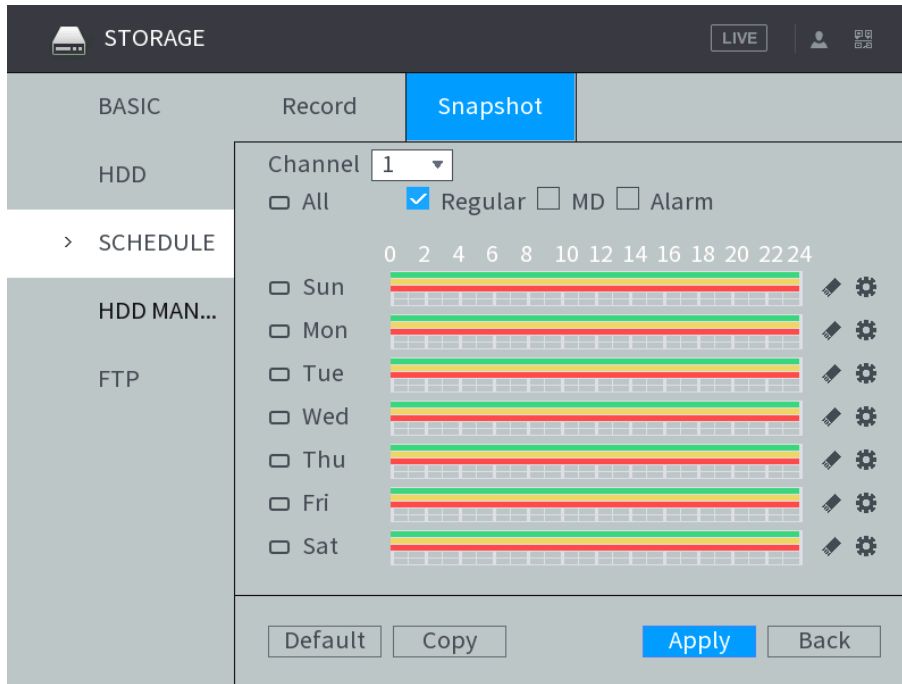 STORAGE LIVE
BASIC Record Snapshot
HDD Channel 1
All Regular MD Alarm
SCHEDULE
0 2 4 6 8 10 12 14 16 18 20 22 24
Sun
HDD MAN...
Mon
Tue
FTP
Wed
Thu
Fri
Sat
Default Copy Apply Back